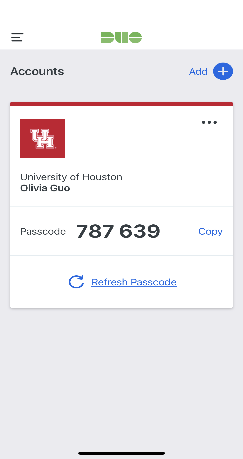 DUO
Accounts
Add
UH
University of Houston
Olivia Guo
Passcode 787 639 Copy
Refresh Passcode